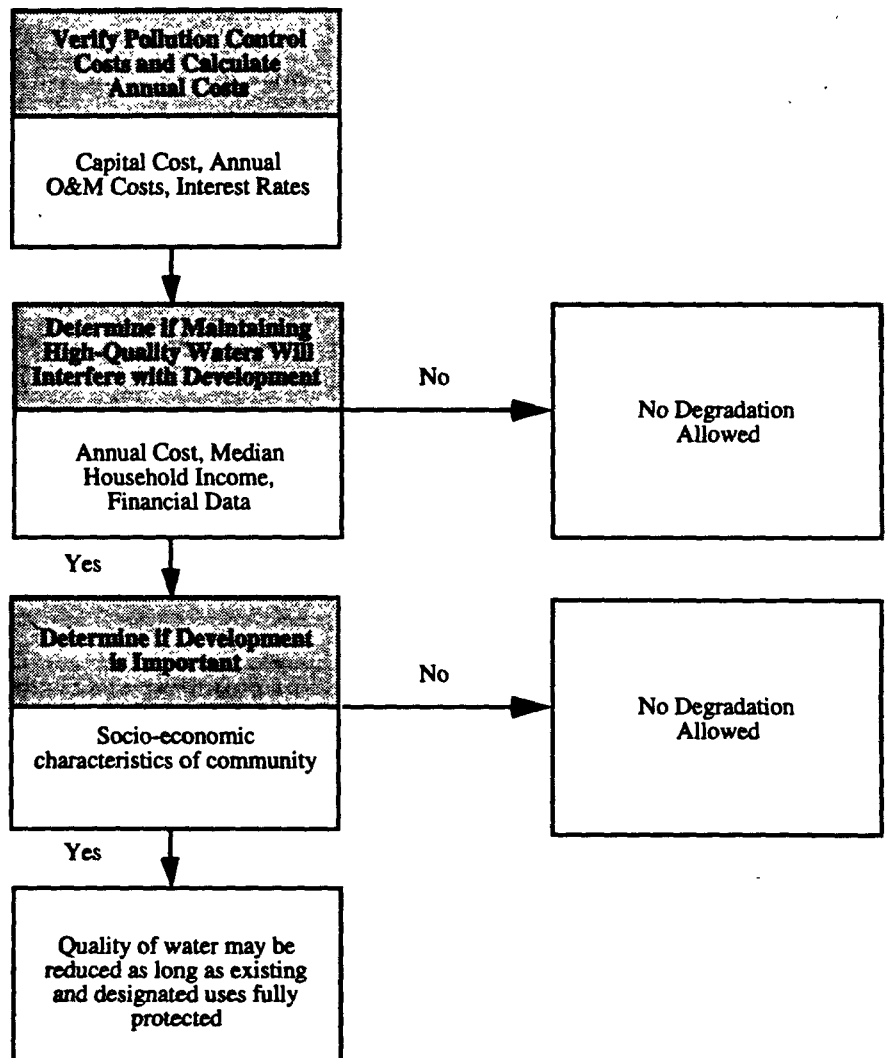 Verify Pollution Control
Costs and Calculate
Annual Costs
Capital Cost, Annual
O&M Costs, Interest Rates
Determine if Maintaining
High-Quality Waters Will
Interfere with Development
No
No Degradation
Allowed
Annual Cost, Median
Household Income,
Financial Data
Yes
Determine if Development
is Important
No
No Degradation
Allowed
Socio-economic
characteristics of community
Yes
Quality of water may be
reduced as long as existing
and designated uses fully
protected